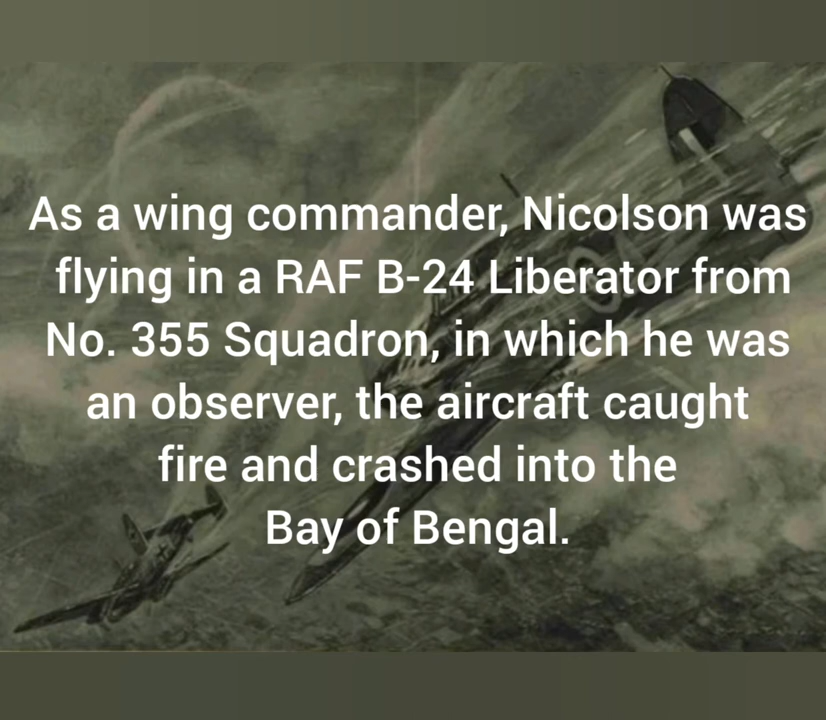 As a wing commander, Nicolson was
flying in a RAF B-24 Liberator from
No. 355 Squadron, in which he was
an observer, the aircraft caught
fire and crashed into the
Bay of Bengal.